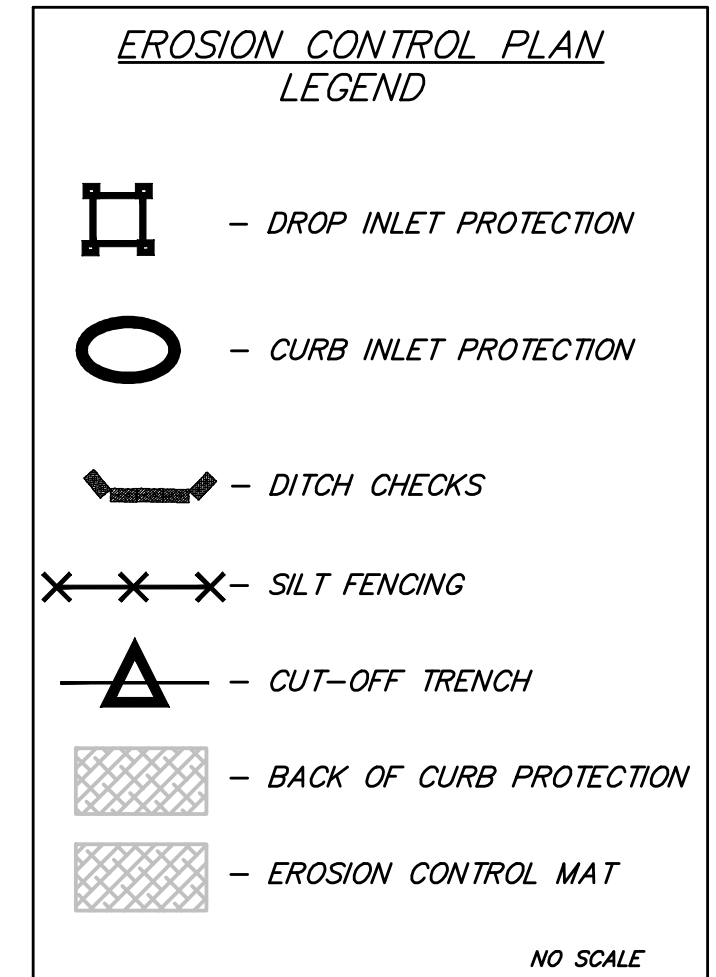 EROSION CONTROL PLAN
LEGEND
- DROP INLET PROTECTION
- CURB INLET PROTECTION
- DITCH CHECKS
- SILT FENCING
- CUT-OFF TRENCH
- BACK OF CURB PROTECTION
- EROSION CONTROL MAT
NO SCALE